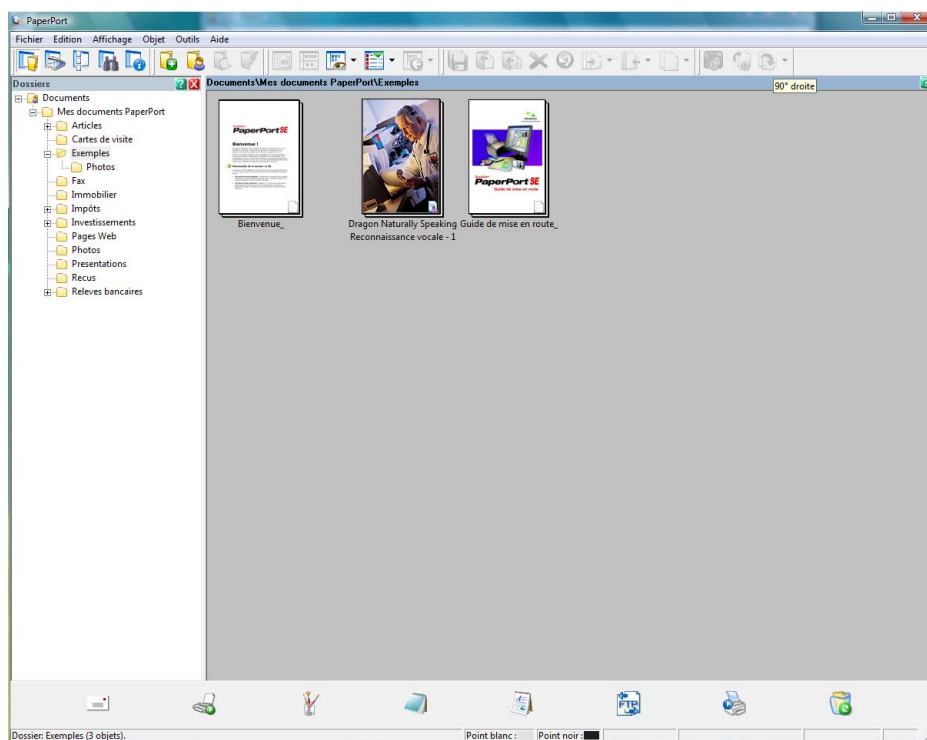 PaperPort
Fichier Edition Affichage Objet Outils Aide
Dossiers
Documents\Mes documents PaperPort\Exemples
90° droite
Documents
Mes documents PaperPort
Articles
Cartes de visite
Exemples
Photos
Fax
Immobilier
Impôts
Investissements
Pages Web
Photos
Presentations
Recus
Releves bancaires
PaperPort SE
Bienvenue !
PaperPort SE
Guide de mise en route
Bienvenue_
Dragon Naturally Speaking
Reconnaissance vocale - 1
Guide de mise en route_
FTP
Dossier: Exemples (3 objets).
Point blanc :
Point noir :